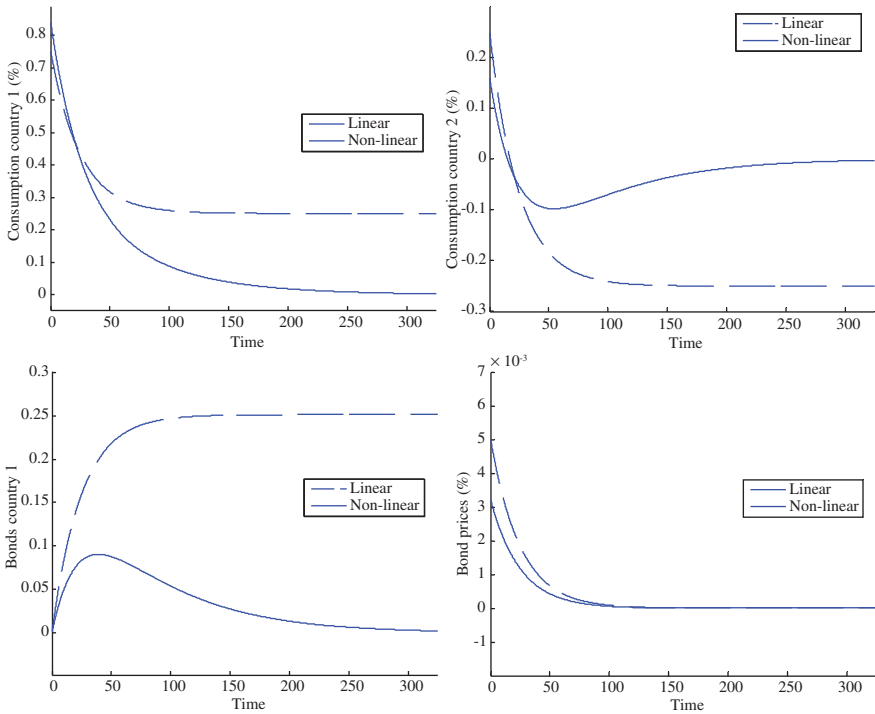 Consumption country 1 (%)
0.8
0.7
0.6
0.5
0.4
0.3
0.2
0.1
0
0 50 100 150 200 250 300
Time
Linear
Non-linear
Consumption country 2 (%)
0.2
0.1
0
-0.1
-0.2
-0.3
0 50 100 150 200 250 300
Time
Linear
Non-linear
Bonds country 1
0.3
0.25
0.2
0.15
0.1
0.05
0
0 50 100 150 200 250 300
Time
Linear
Non-linear
Bond prices (%)
× 10⁻³
7
6
5
4
3
2
1
0
-1
0 50 100 150 200 250 300
Time
Linear
Non-linear